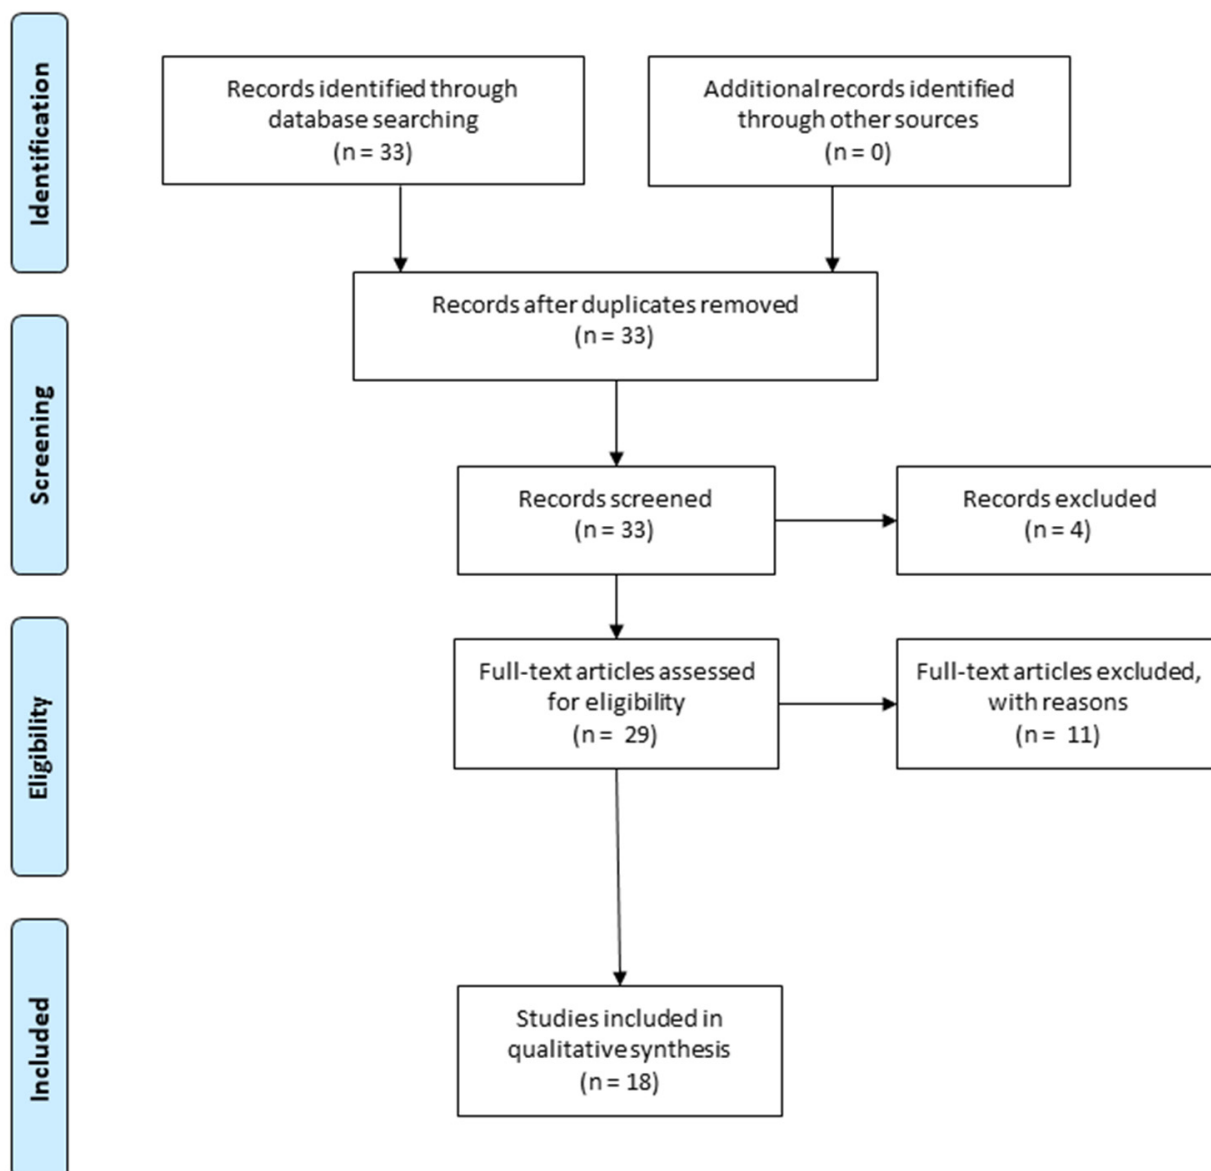 Identification
Records identified through
database searching
(n = 33)
Additional records identified
through other sources
(n = 0)
Records after duplicates removed
(n = 33)
Screening
Records screened
(n = 33)
Records excluded
(n = 4)
Eligibility
Full-text articles assessed
for eligibility
(n = 29)
Full-text articles excluded,
with reasons
(n = 11)
Included
Studies included in
qualitative synthesis
(n = 18)